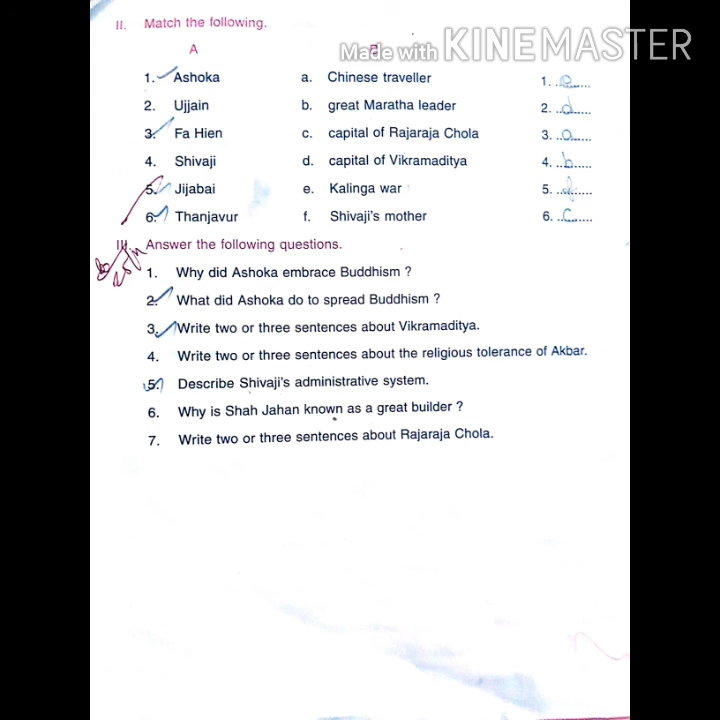 II. Match the following.
A B
Made with KINEMASTER
1. Ashoka a. Chinese traveller 1. ..e......
2. Ujjain b. great Maratha leader 2. ..d......
3. Fa Hien c. capital of Rajaraja Chola 3. ..a......
4. Shivaji d. capital of Vikramaditya 4. ..b......
5. Jijabai e. Kalinga war 5. ..f......
6. Thanjavur f. Shivaji's mother 6. ..c......
III. Answer the following questions.
1. Why did Ashoka embrace Buddhism ?
2. What did Ashoka do to spread Buddhism ?
3. Write two or three sentences about Vikramaditya.
4. Write two or three sentences about the religious tolerance of Akbar.
5. Describe Shivaji's administrative system.
6. Why is Shah Jahan known as a great builder ?
7. Write two or three sentences about Rajaraja Chola.